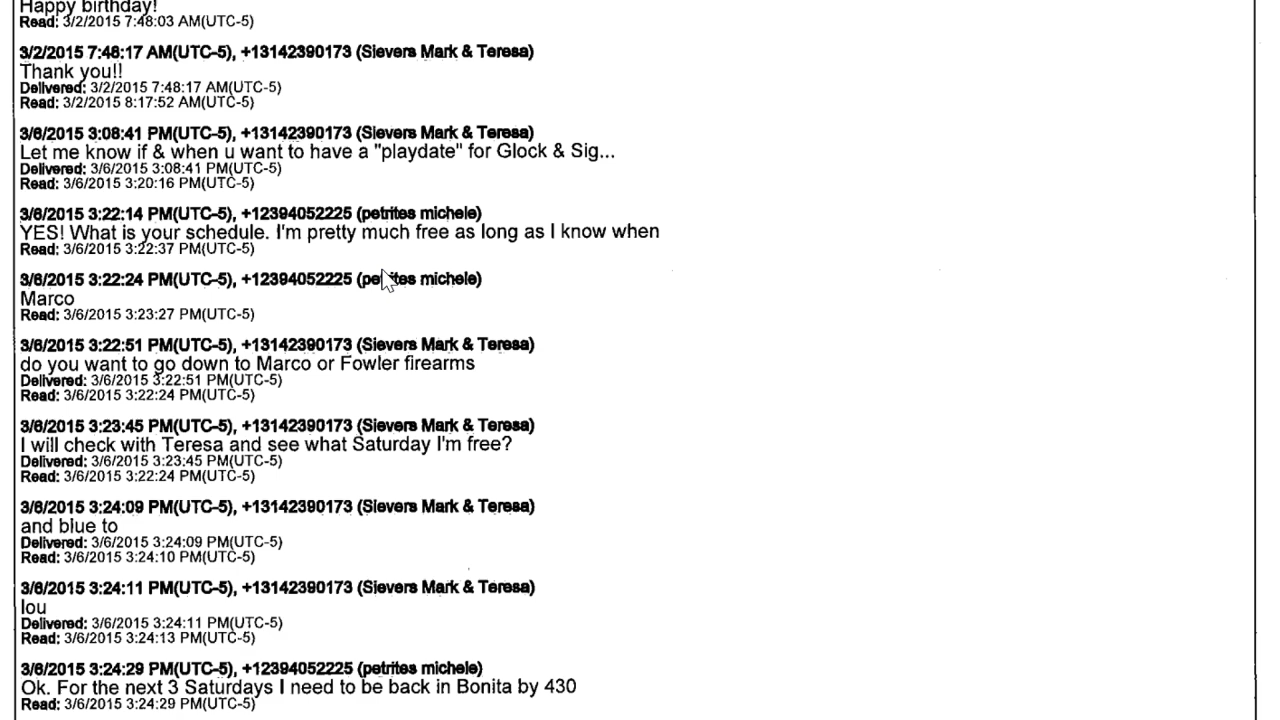 Happy birthday!
Read: 3/2/2015 7:48:03 AM(UTC-5)
3/2/2015 7:48:17 AM(UTC-5), +13142390173 (Sievers Mark & Teresa)
Thank you!!
Delivered: 3/2/2015 7:48:17 AM(UTC-5)
Read: 3/2/2015 8:17:52 AM(UTC-5)
3/6/2015 3:08:41 PM(UTC-5), +13142390173 (Sievers Mark & Teresa)
Let me know if & when u want to have a "playdate" for Glock & Sig...
Delivered: 3/6/2015 3:08:41 PM(UTC-5)
Read: 3/6/2015 3:20:16 PM(UTC-5)
3/6/2015 3:22:14 PM(UTC-5), +12394052225 (petrites michele)
YES! What is your schedule. I'm pretty much free as long as I know when
Read: 3/6/2015 3:22:37 PM(UTC-5)
3/6/2015 3:22:24 PM(UTC-5), +12394052225 (petrites michele)
Marco
Read: 3/6/2015 3:23:27 PM(UTC-5)
3/6/2015 3:22:51 PM(UTC-5), +13142390173 (Sievers Mark & Teresa)
do you want to go down to Marco or Fowler firearms
Delivered: 3/6/2015 3:22:51 PM(UTC-5)
Read: 3/6/2015 3:22:24 PM(UTC-5)
3/6/2015 3:23:45 PM(UTC-5), +13142390173 (Sievers Mark & Teresa)
I will check with Teresa and see what Saturday I'm free?
Delivered: 3/6/2015 3:23:45 PM(UTC-5)
Read: 3/6/2015 3:22:24 PM(UTC-5)
3/6/2015 3:24:09 PM(UTC-5), +13142390173 (Sievers Mark & Teresa)
and blue to
Delivered: 3/6/2015 3:24:09 PM(UTC-5)
Read: 3/6/2015 3:24:10 PM(UTC-5)
3/6/2015 3:24:11 PM(UTC-5), +13142390173 (Sievers Mark & Teresa)
lou
Delivered: 3/6/2015 3:24:11 PM(UTC-5)
Read: 3/6/2015 3:24:13 PM(UTC-5)
3/6/2015 3:24:29 PM(UTC-5), +12394052225 (petrites michele)
Ok. For the next 3 Saturdays I need to be back in Bonita by 430
Read: 3/6/2015 3:24:29 PM(UTC-5)